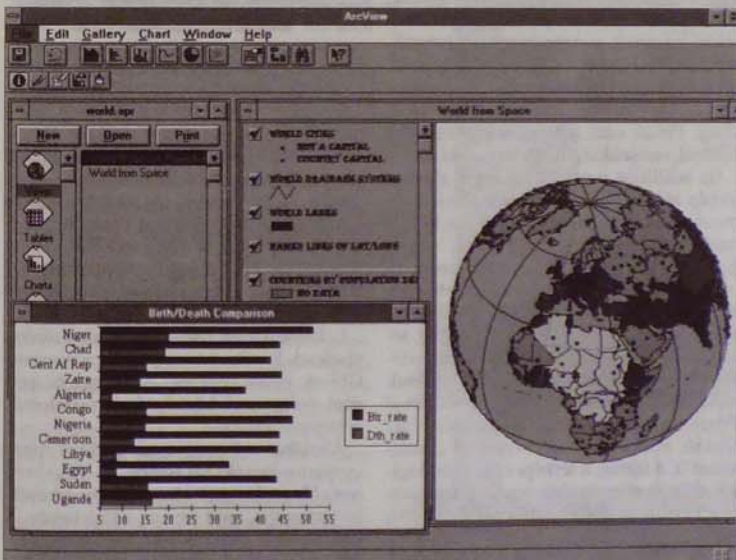 ArcView
File Edit Gallery Chart Window Help
world.apr
New Open Print
World from Space
Views
Tables
Charts
World from Space
WORLD CITIES
NOT A CAPITAL
COUNTRY CAPITAL
WORLD DRAINAGE SYSTEMS
WORLD LAKES
NAMED LINES OF LAT/LONG
COUNTRIES BY POPULATION DE
NO DATA
Birth/Death Comparison
Niger
Chad
Cent Af Rep
Zaire
Algeria
Congo
Nigeria
Cameroon
Libya
Egypt
Sudan
Uganda
Btr_rate
Dth_rate
5 10 15 20 25 30 35 40 45 50 55